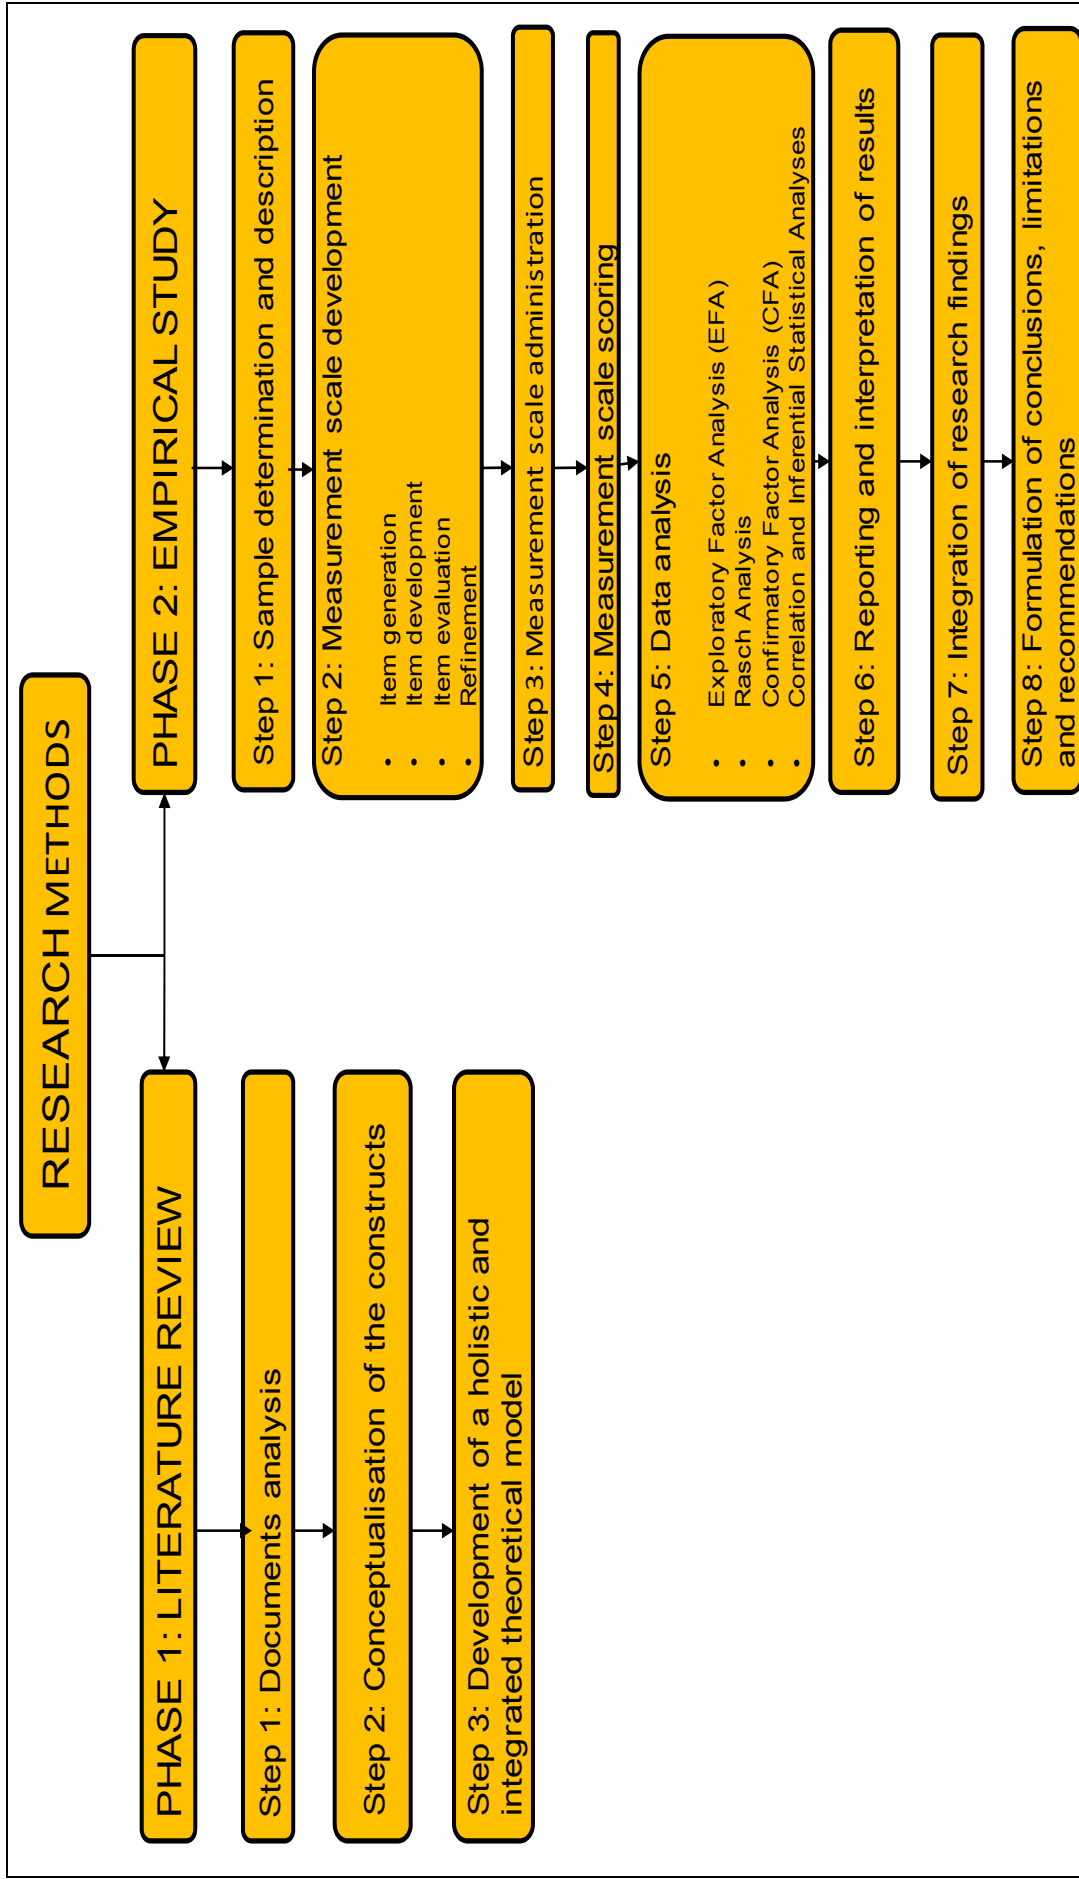 RESEARCH METHODS
PHASE 1: LITERATURE REVIEW
Step 1: Documents analysis
Step 2: Conceptualisation of the constructs
Step 3: Development of a holistic and
integrated theoretical model
PHASE 2: EMPIRICAL STUDY
Step 1: Sample determination and description
Step 2: Measurement scale development
• Item generation
• Item development
• Item evaluation
• Refinement
Step 3: Measurement scale administration
Step 4: Measurement scale scoring
Step 5: Data analysis
• Exploratory Factor Analysis (EFA)
• Rasch Analysis
• Confirmatory Factor Analysis (CFA)
• Correlation and Inferential Statistical Analyses
Step 6: Reporting and interpretation of results
Step 7: Integration of research findings
Step 8: Formulation of conclusions, limitations
and recommendations